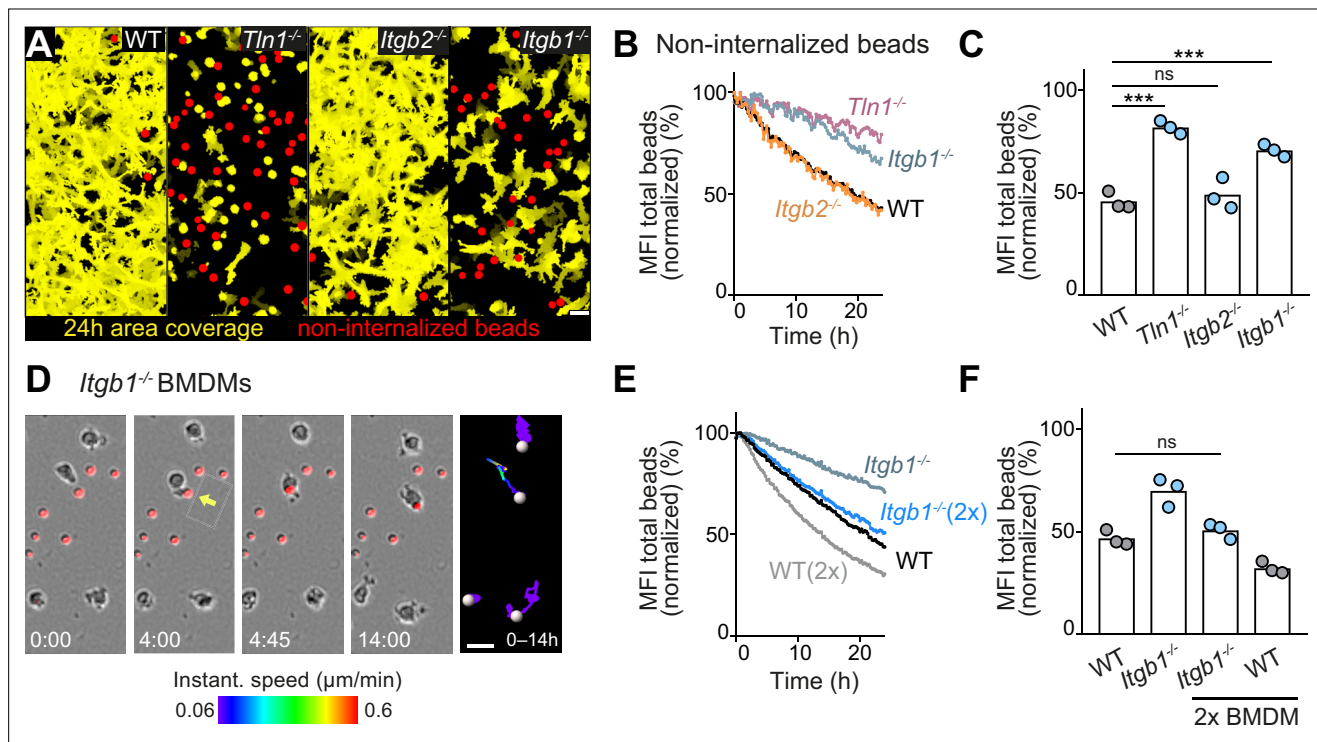 A
WT
Tln1-/-
Itgb2-/-
Itgb1-/-
24h area coverage
non-internalized beads
B
Non-internalized beads
MFI total beads
(normalized) (%)
100
50
0
Tln1-/-
Itgb1-/-
Itgb2-/-
WT
0
10
20
Time (h)
C
MFI total beads
(normalized) (%)
100
50
0
***
ns
***
WT
Tln1-/-
Itgb2-/-
Itgb1-/-
D
Itgb1-/- BMDMs
0:00
4:00
4:45
14:00
0–14h
Instant. speed (µm/min)
0.06
0.6
E
MFI total beads
(normalized) (%)
100
50
0
Itgb1-/-
Itgb1-/-(2x)
WT
WT(2x)
0
10
20
Time (h)
F
MFI total beads
(normalized) (%)
100
50
0
ns
WT
Itgb1-/-
Itgb1-/-
WT
2x BMDM